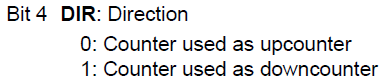 Bit 4 DIR: Direction
0: Counter used as upcounter
1: Counter used as downcounter